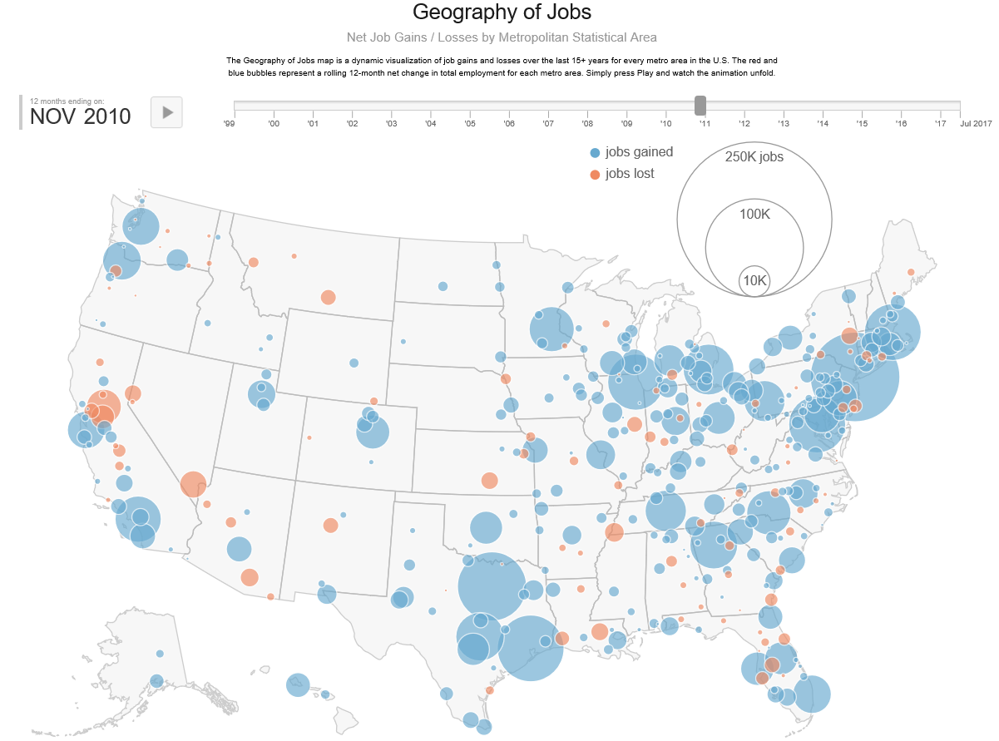 Geography of Jobs
Net Job Gains / Losses by Metropolitan Statistical Area
The Geography of Jobs map is a dynamic visualization of job gains and losses over the last 15+ years for every metro area in the U.S. The red and
blue bubbles represent a rolling 12-month net change in total employment for each metro area. Simply press Play and watch the animation unfold.
12 months ending on:
NOV 2010
'99 '00 '01 '02 '03 '04 '05 '06 '07 '08 '09 '10 '11 '12 '13 '14 '15 '16 '17 Jul 2017
jobs gained
jobs lost
250K jobs
100K
10K